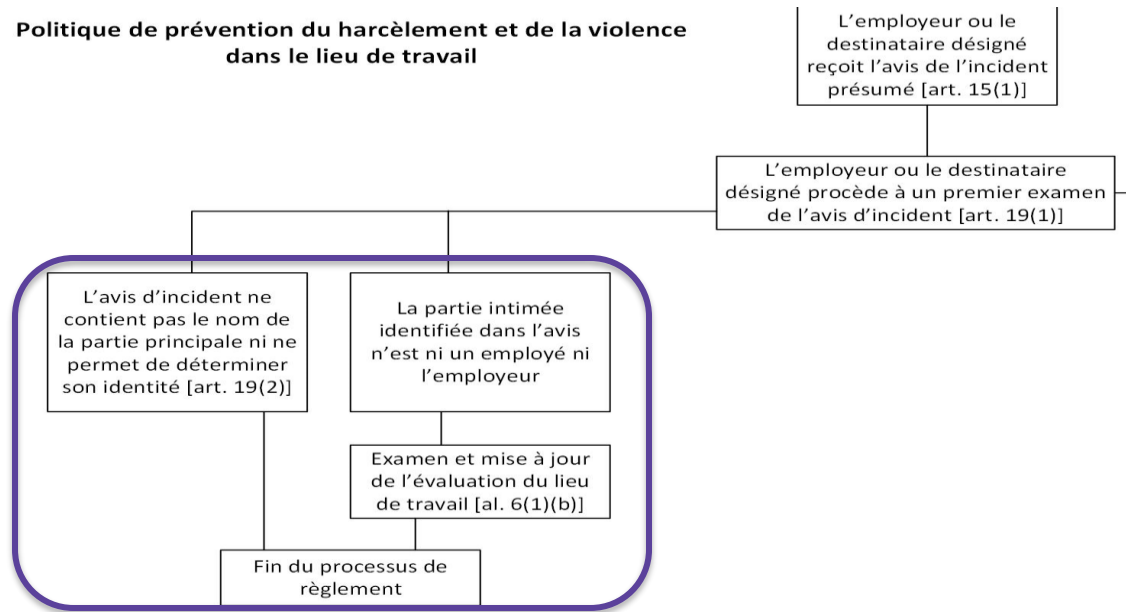 Politique de prévention du harcèlement et de la violence
dans le lieu de travail
L'employeur ou le
destinataire désigné
reçoit l'avis de l'incident
présumé [art. 15(1)]
L'employeur ou le destinataire
désigné procède à un premier examen
de l'avis d'incident [art. 19(1)]
L'avis d'incident ne
contient pas le nom de
la partie principale ni ne
permet de déterminer
son identité [art. 19(2)]
La partie intimée
identifiée dans l'avis
n'est ni un employé ni
l'employeur
Examen et mise à jour
de l'évaluation du lieu
de travail [al. 6(1)(b)]
Fin du processus de
règlement